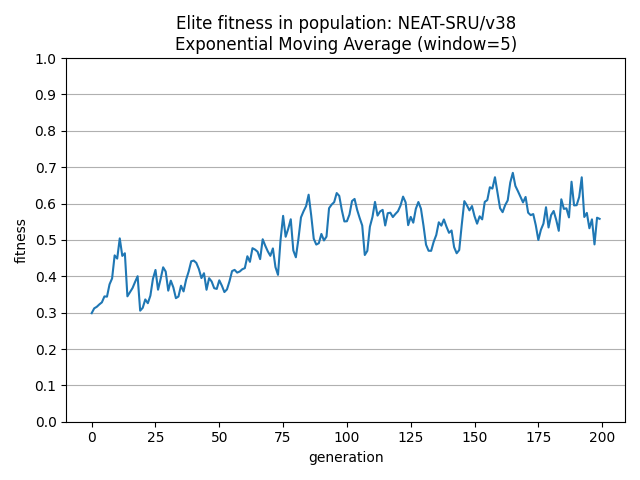 Elite fitness in population: NEAT-SRU/v38
Exponential Moving Average (window=5)
1.0
0.9
0.8
0.7
0.6
0.5
0.4
0.3
0.2
0.1
0.0
fitness
0 25 50 75 100 125 150 175 200
generation